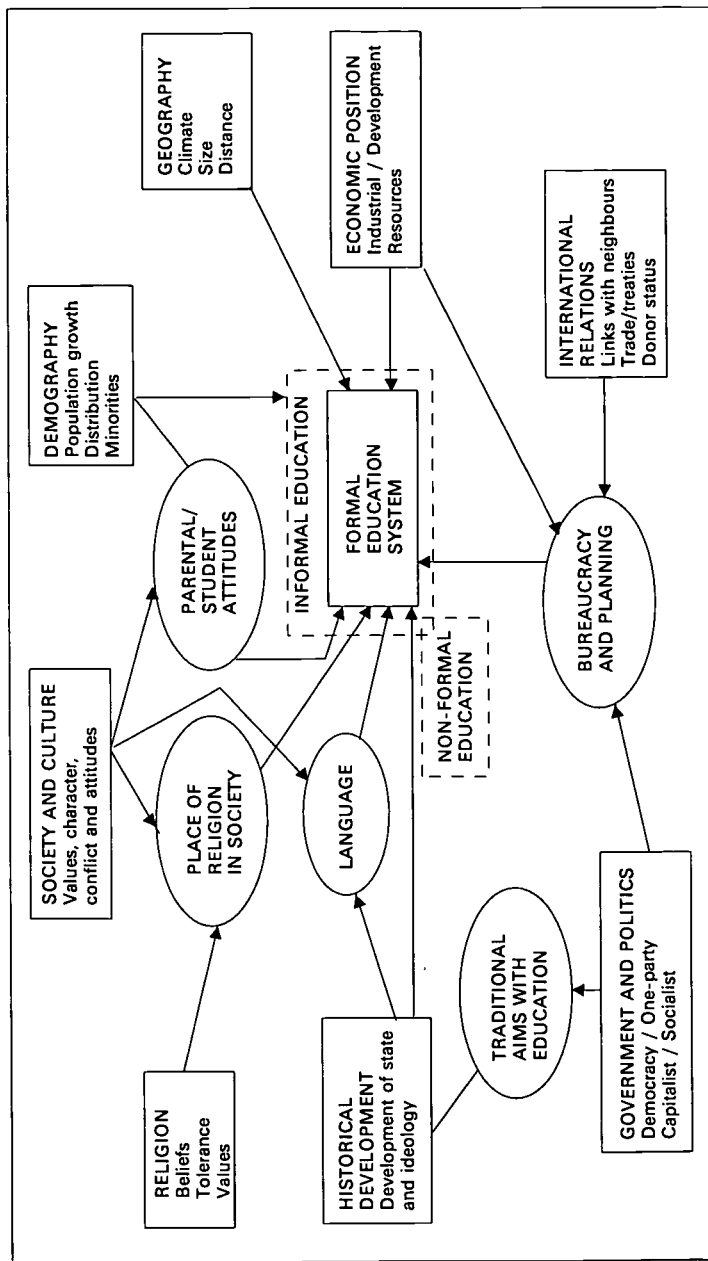 RELIGION
Beliefs
Tolerance
Values
SOCIETY AND CULTURE
Values, character,
conflict and attitudes
DEMOGRAPHY
Population growth
Distribution
Minorities
GEOGRAPHY
Climate
Size
Distance
PLACE OF
RELIGION
IN SOCIETY
PARENTAL/
STUDENT
ATTITUDES
LANGUAGE
INFORMAL EDUCATION
FORMAL
EDUCATION
SYSTEM
NON-FORMAL
EDUCATION
HISTORICAL
DEVELOPMENT
Development of state
and ideology
ECONOMIC POSITION
Industrial / Development
Resources
TRADITIONAL
AIMS WITH
EDUCATION
BUREAUCRACY
AND PLANNING
GOVERNMENT AND POLITICS
Democracy / One-party
Capitalist / Socialist
INTERNATIONAL
RELATIONS
Links with neighbours
Trade/treaties
Donor status